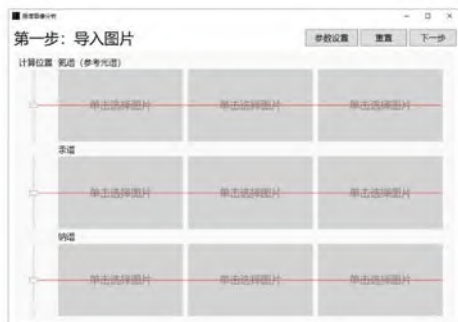 第一步：导入图片
参数设置 重置 下一步
计算位置 氦谱（参考光谱）
单击选择图片 单击选择图片 单击选择图片
汞谱
单击选择图片 单击选择图片 单击选择图片
钠谱
单击选择图片 单击选择图片 单击选择图片